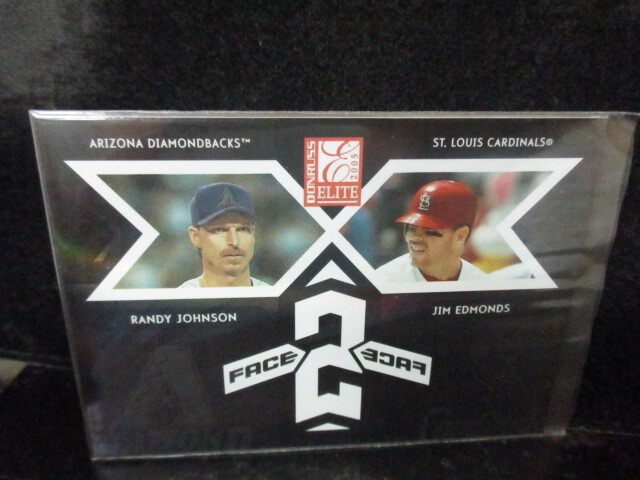 ARIZONA DIAMONDBACKS™
ST. LOUIS CARDINALS®
DONRUSS
ELITE
2005
RANDY JOHNSON
JIM EDMONDS
FACE 2 FACE